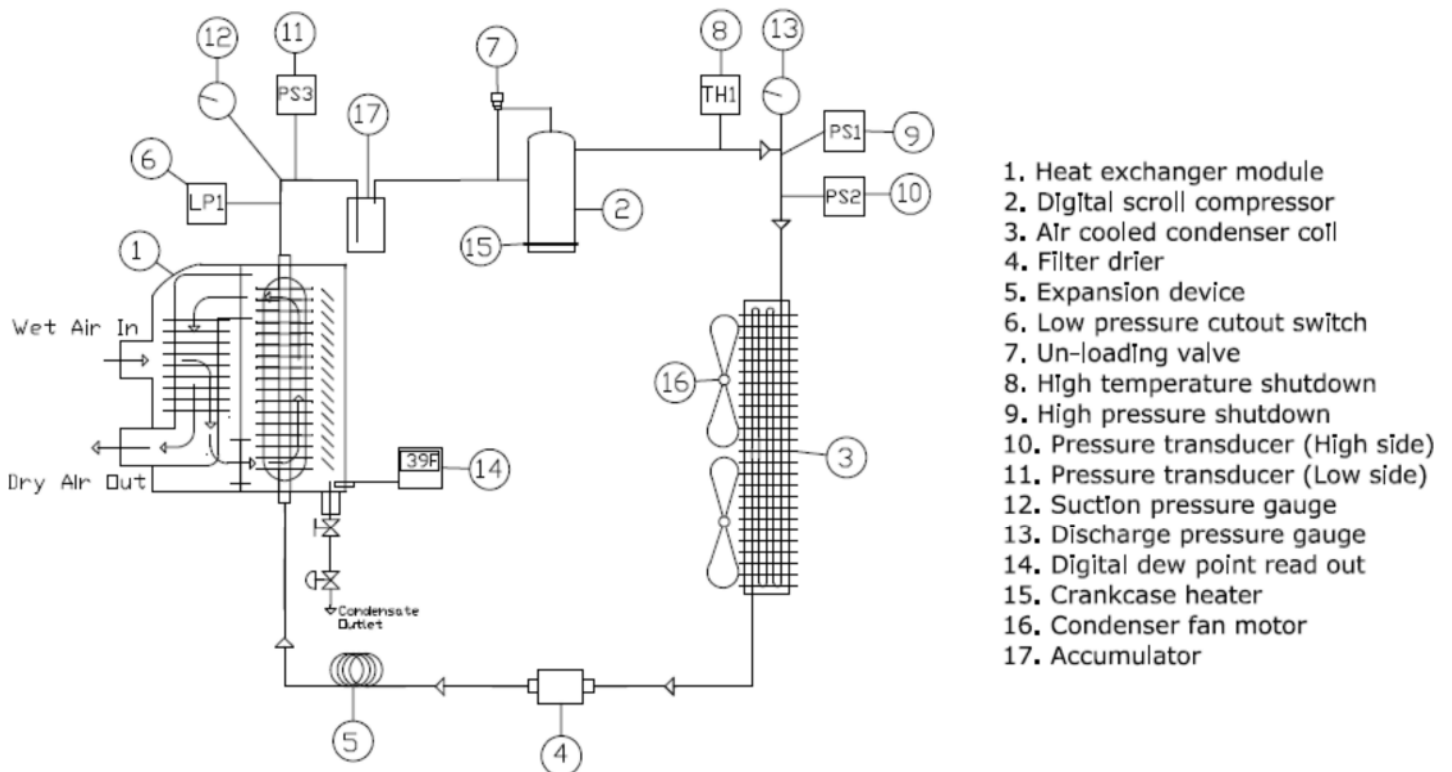 12
11
7
8
13
PS3
17
TH1
PS1
9
6
LP1
PS2
10
2
15
1
Wet Air In
16
3
39F
14
Dry AIr Out
Condensate
Outlet
5
4
1. Heat exchanger module
2. Digital scroll compressor
3. Air cooled condenser coil
4. Filter drier
5. Expansion device
6. Low pressure cutout switch
7. Un-loading valve
8. High temperature shutdown
9. High pressure shutdown
10. Pressure transducer (High side)
11. Pressure transducer (Low side)
12. Suction pressure gauge
13. Discharge pressure gauge
14. Digital dew point read out
15. Crankcase heater
16. Condenser fan motor
17. Accumulator